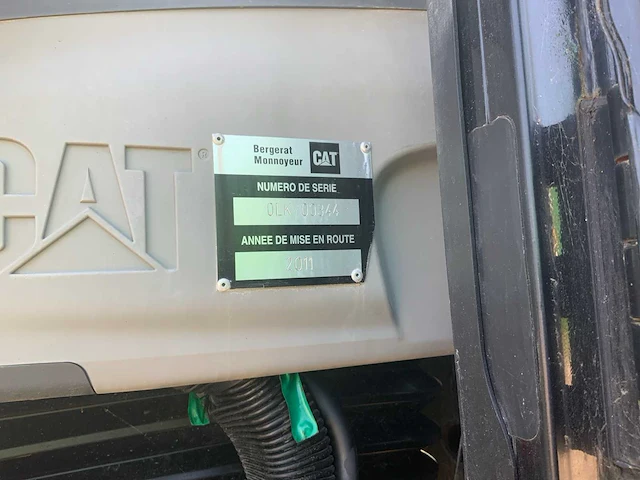 CAT®
Bergerat
Monnoyeur
CAT
NUMERO DE SERIE
ANNEE DE MISE EN ROUTE
2011